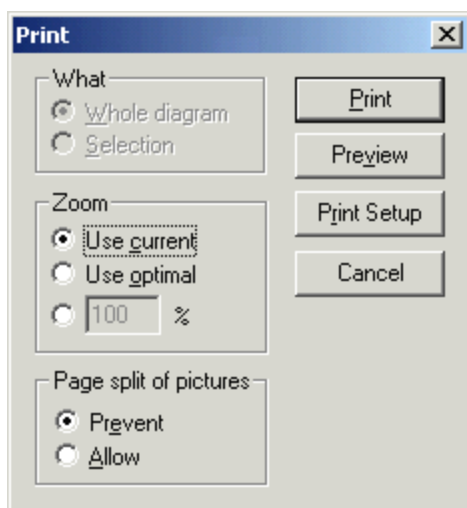 Print
What
Whole diagram
Selection
Zoom
Use current
Use optimal
100 %
Page split of pictures
Prevent
Allow
Print
Preview
Print Setup
Cancel